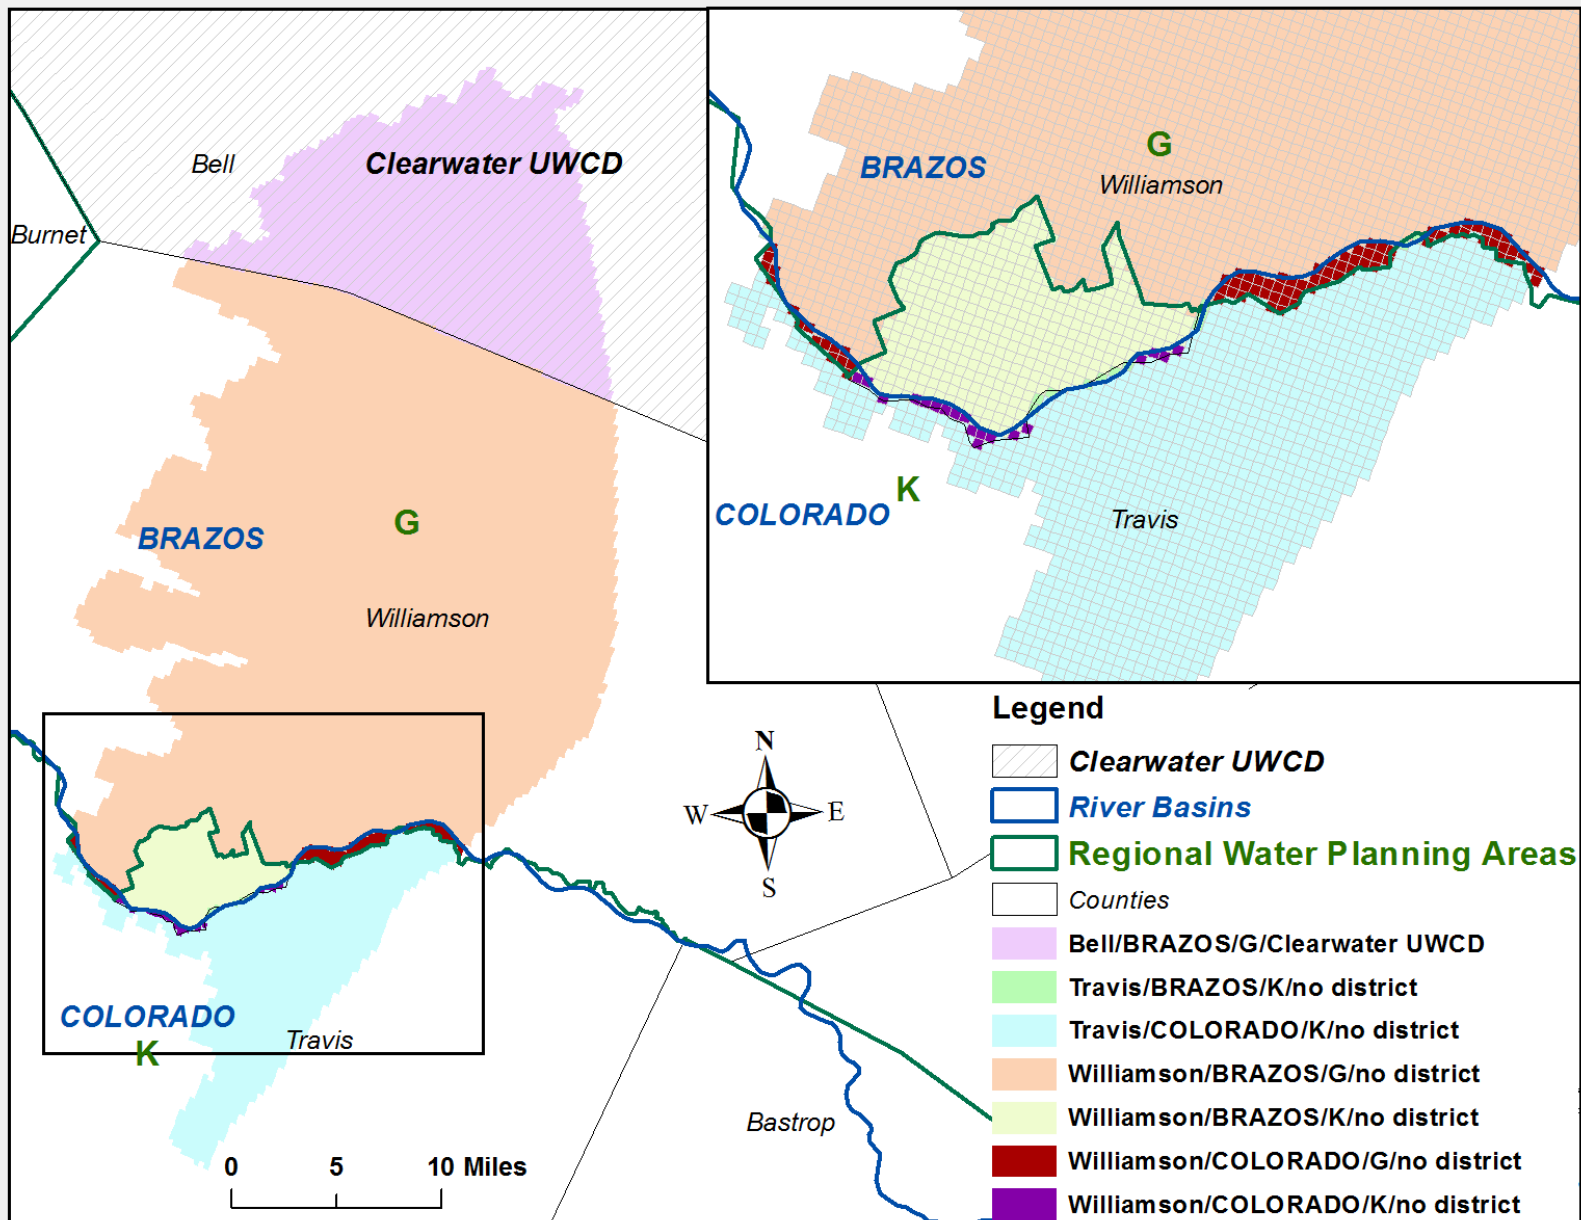 Bell
Clearwater UWCD
Burnet
BRAZOS
G
Williamson
COLORADO
K
Travis
BRAZOS
G
Williamson
K
COLORADO
Travis
N
W
E
S
Bastrop
0 5 10 Miles
Legend
Clearwater UWCD
River Basins
Regional Water Planning Areas
Counties
Bell/BRAZOS/G/Clearwater UWCD
Travis/BRAZOS/K/no district
Travis/COLORADO/K/no district
Williamson/BRAZOS/G/no district
Williamson/BRAZOS/K/no district
Williamson/COLORADO/G/no district
Williamson/COLORADO/K/no district